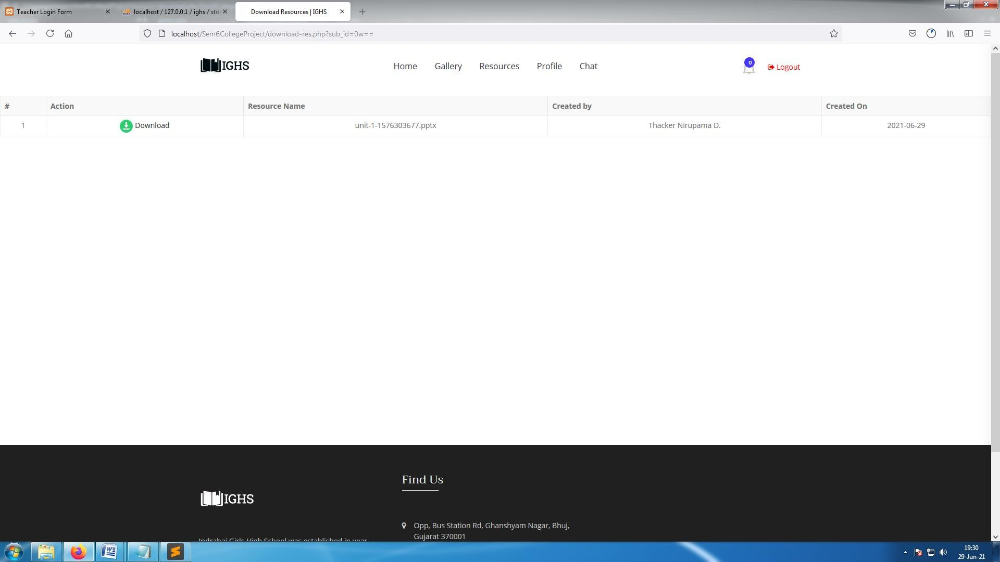 Teacher Login Form
localhost / 127.0.0.1 / ighs / stu
Download Resources | IGHS
localhost/Sem6CollegeProject/download-res.php?sub_id=0w==
IGHS
Home
Gallery
Resources
Profile
Chat
0
Logout
# Action Resource Name Created by Created On
1 Download unit-1-1576303677.pptx Thacker Nirupama D. 2021-06-29
Find Us
IGHS
Opp, Bus Station Rd, Ghanshyam Nagar, Bhuj,
Gujarat 370001
Indrabai Girls High School was established in year
19:30
29-Jun-21